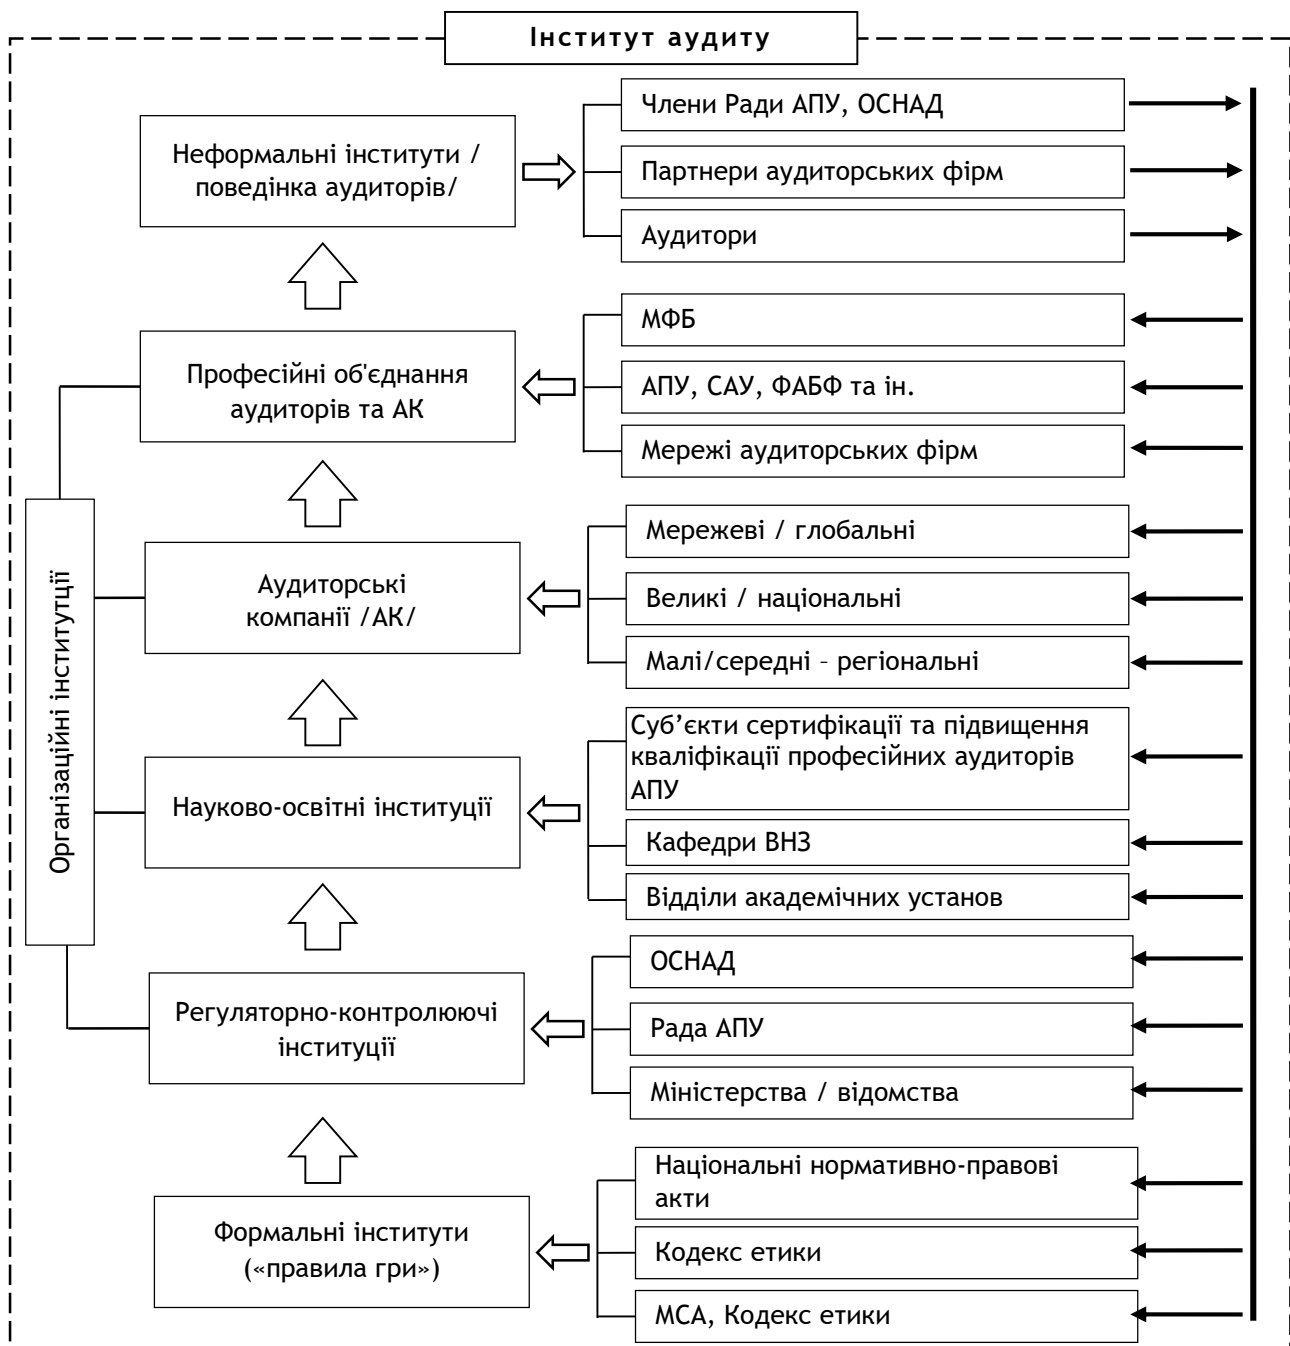 Інститут аудиту
Неформальні інститути /
поведінка аудиторів/
Члени Ради АПУ, ОСНАД
Партнери аудиторських фірм
Аудитори
Професійні об'єднання
аудиторів та АК
МФБ
АПУ, САУ, ФАБФ та ін.
Мережі аудиторських фірм
Організаційні інститутції
Аудиторські
компанії /АК/
Мережеві / глобальні
Великі / національні
Малі/середні – регіональні
Науково-освітні інституції
Суб’єкти сертифікації та підвищення
кваліфікації професійних аудиторів
АПУ
Кафедри ВНЗ
Відділи академічних установ
Регуляторно-контролюючі
інституції
ОСНАД
Рада АПУ
Міністерства / відомства
Формальні інститути
(«правила гри»)
Національні нормативно-правові
акти
Кодекс етики
МСА, Кодекс етики